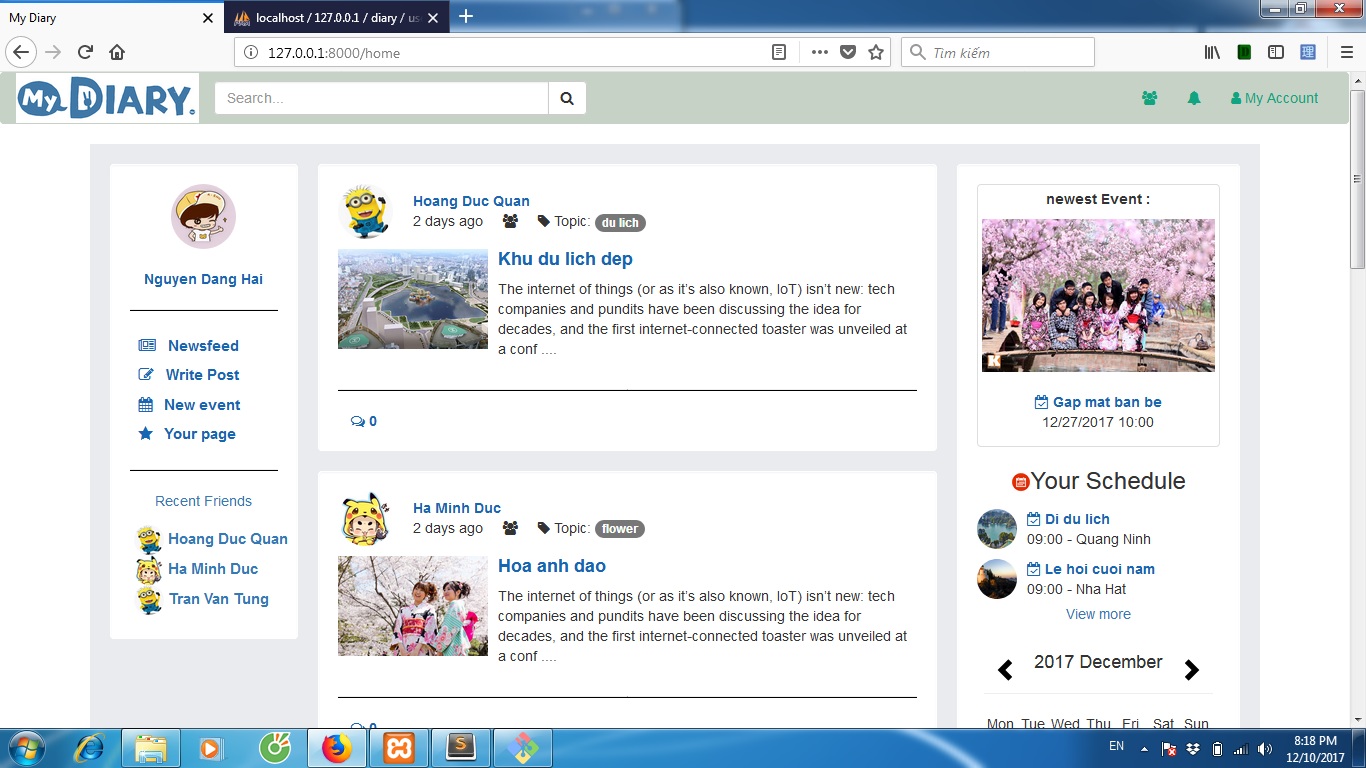 My Diary
localhost / 127.0.0.1 / diary / us
127.0.0.1:8000/home
Tìm kiếm
My DIARY.
Search...
My Account
Nguyen Dang Hai
Newsfeed
Write Post
New event
Your page
Recent Friends
Hoang Duc Quan
Ha Minh Duc
Tran Van Tung
Hoang Duc Quan
2 days ago Topic: du lich
Khu du lich dep
The internet of things (or as it's also known, IoT) isn't new: tech
companies and pundits have been discussing the idea for
decades, and the first internet-connected toaster was unveiled at
a conf ....
0
Ha Minh Duc
2 days ago Topic: flower
Hoa anh dao
The internet of things (or as it's also known, IoT) isn't new: tech
companies and pundits have been discussing the idea for
decades, and the first internet-connected toaster was unveiled at
a conf ....
0
newest Event :
Gap mat ban be
12/27/2017 10:00
Your Schedule
Di du lich
09:00 - Quang Ninh
Le hoi cuoi nam
09:00 - Nha Hat
View more
2017 December
Mon Tue Wed Thu Fri Sat Sun
EN
8:18 PM
12/10/2017